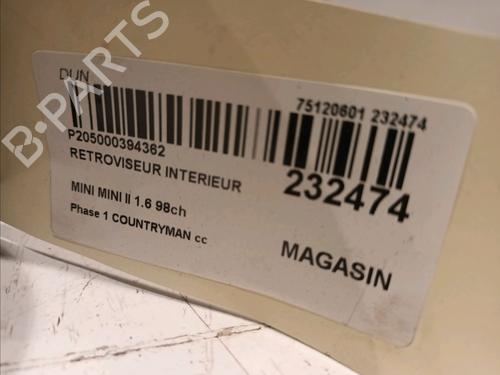 DUN
75120601 232474
P205000394362
RETROVISEUR INTERIEUR
232474
MINI MINI II 1.6 98ch
Phase 1 COUNTRYMAN cc
MAGASIN
B-PARTS